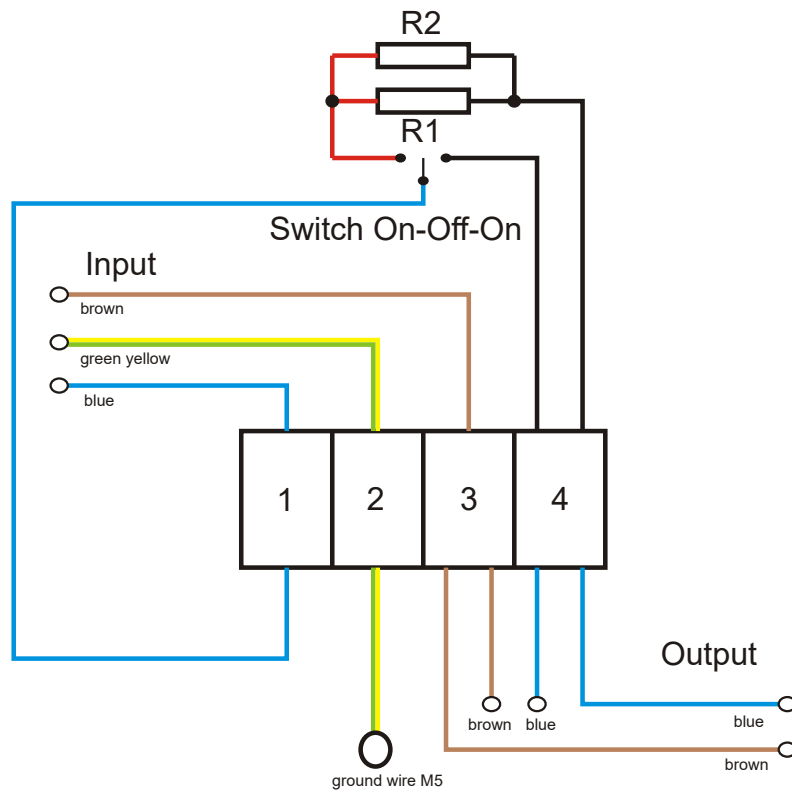 R2
R1
Switch On-Off-On
Input
brown
green yellow
blue
1
2
3
4
Output
brown
blue
blue
brown
ground wire M5